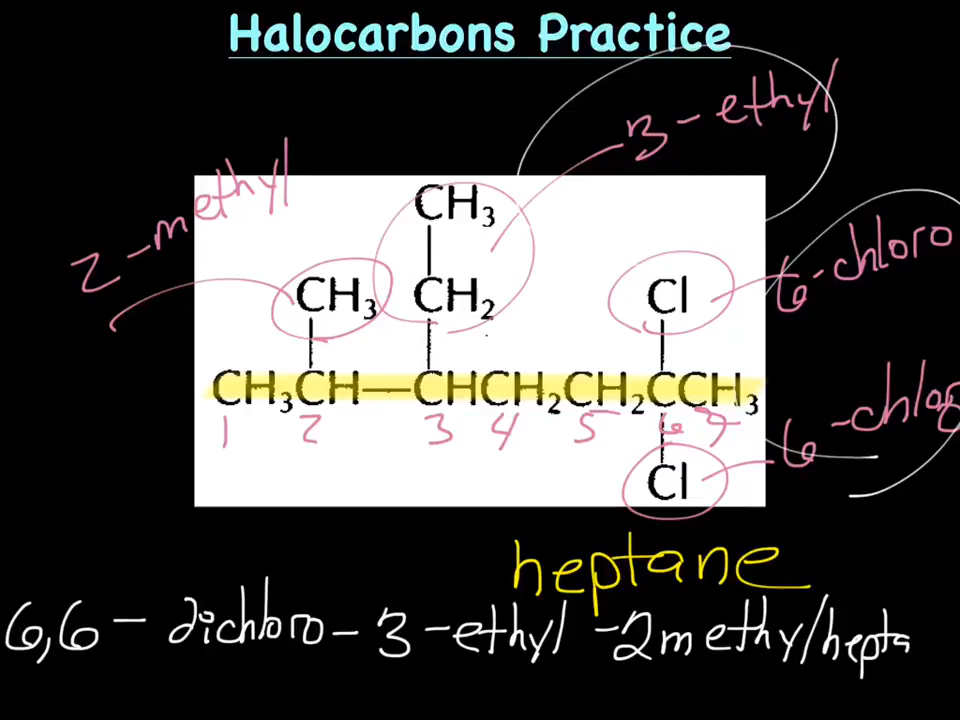 Halocarbons Practice
3-ethyl
2-methyl
CH3
6-chloro
CH3 CH2 Cl
CH3CH—CHCH2CH2CCH3
1 2 3 4 5 6 7
6-chloro
Cl
heptane
6,6-dichloro-3-ethyl-2methylhepta